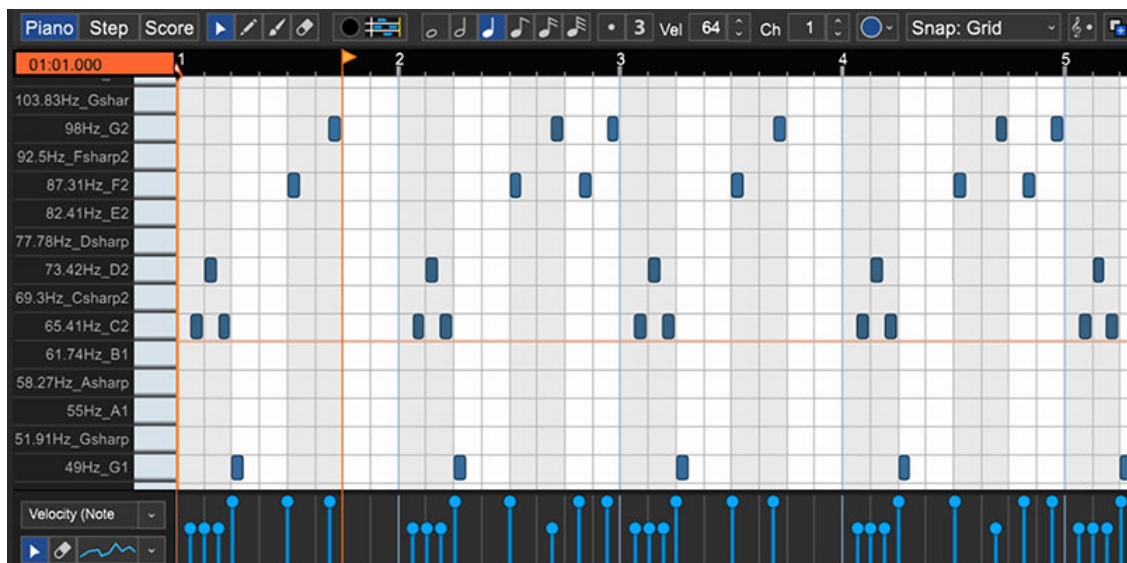 Piano Step Score 3 Vel 64 Ch 1 Snap: Grid
01:01.000 1 2 3 4 5
103.83Hz_Gshar
98Hz_G2
92.5Hz_Fsharp2
87.31Hz_F2
82.41Hz_E2
77.78Hz_Dsharp
73.42Hz_D2
69.3Hz_Csharp2
65.41Hz_C2
61.74Hz_B1
58.27Hz_Asharp
55Hz_A1
51.91Hz_Gsharp
49Hz_G1
Velocity (Note